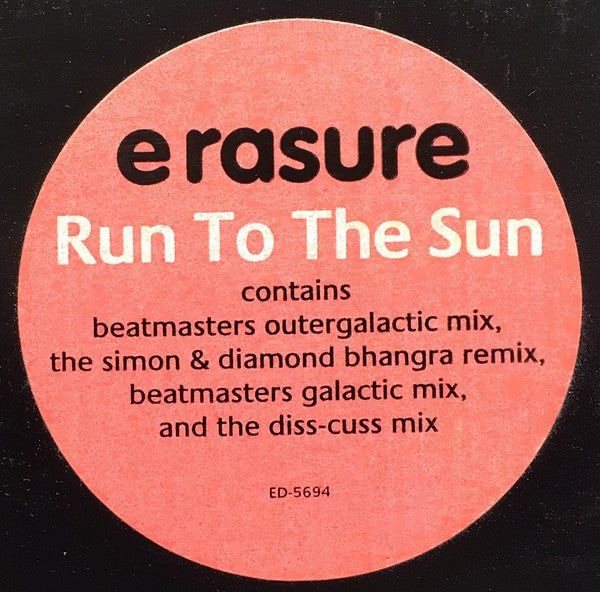 erasure
Run To The Sun
contains
beatmasters outergalactic mix,
the simon & diamond bhangra remix,
beatmasters galactic mix,
and the diss-cuss mix
ED-5694